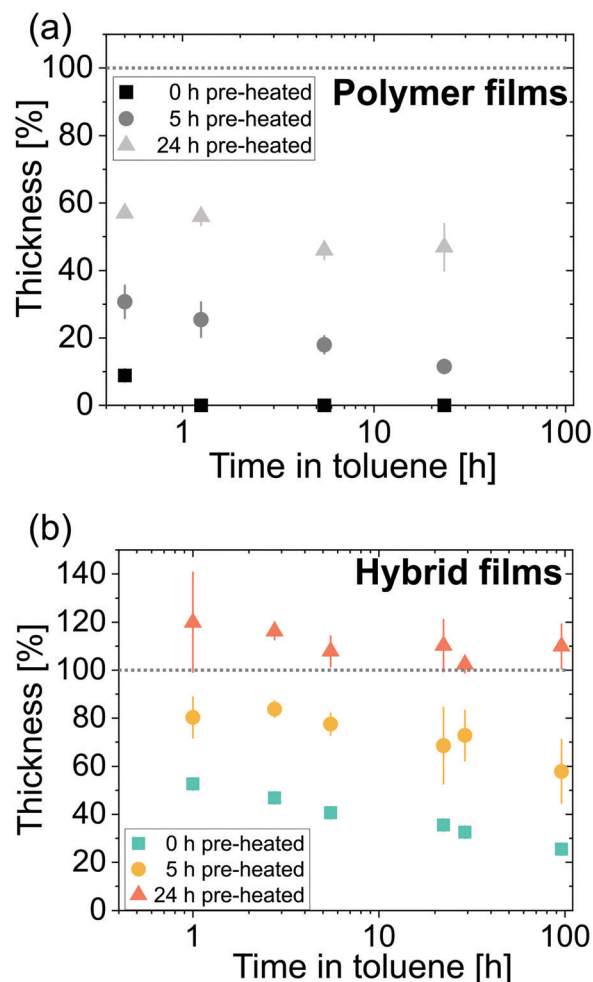 (a)
100
80
60
40
20
0
Thickness [%]
0 h pre-heated
5 h pre-heated
24 h pre-heated
Polymer films
1
10
100
Time in toluene [h]
(b)
140
120
100
80
60
40
20
0
Thickness [%]
Hybrid films
0 h pre-heated
5 h pre-heated
24 h pre-heated
1
10
100
Time in toluene [h]